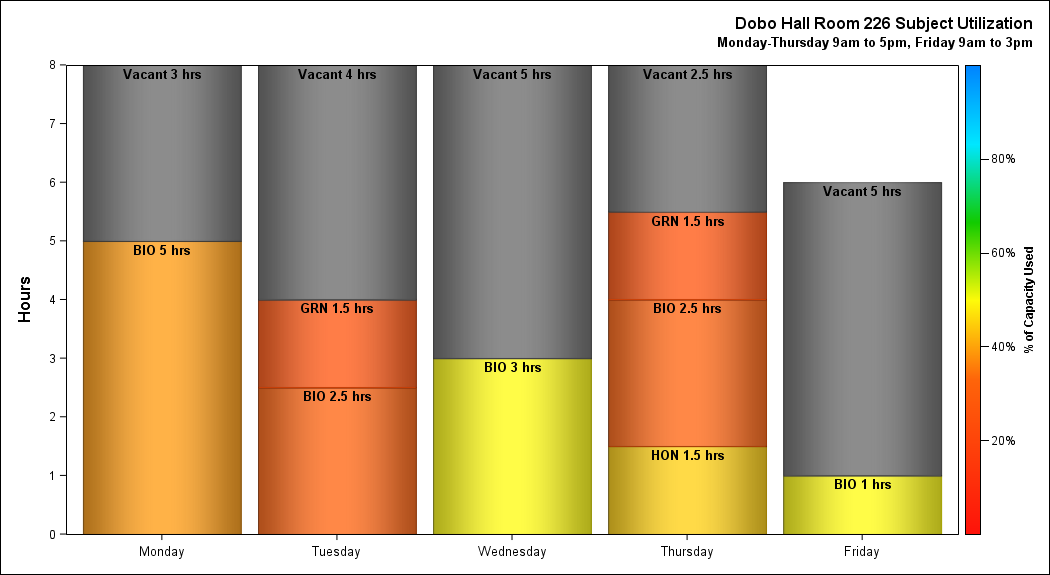 Dobo Hall Room 226 Subject Utilization
Monday-Thursday 9am to 5pm, Friday 9am to 3pm
Hours
8
7
6
5
4
3
2
1
0
Vacant 3 hrs
BIO 5 hrs
Vacant 4 hrs
GRN 1.5 hrs
BIO 2.5 hrs
Vacant 5 hrs
BIO 3 hrs
Vacant 2.5 hrs
GRN 1.5 hrs
BIO 2.5 hrs
HON 1.5 hrs
Vacant 5 hrs
BIO 1 hrs
Monday
Tuesday
Wednesday
Thursday
Friday
80%
60%
40%
20%
% of Capacity Used